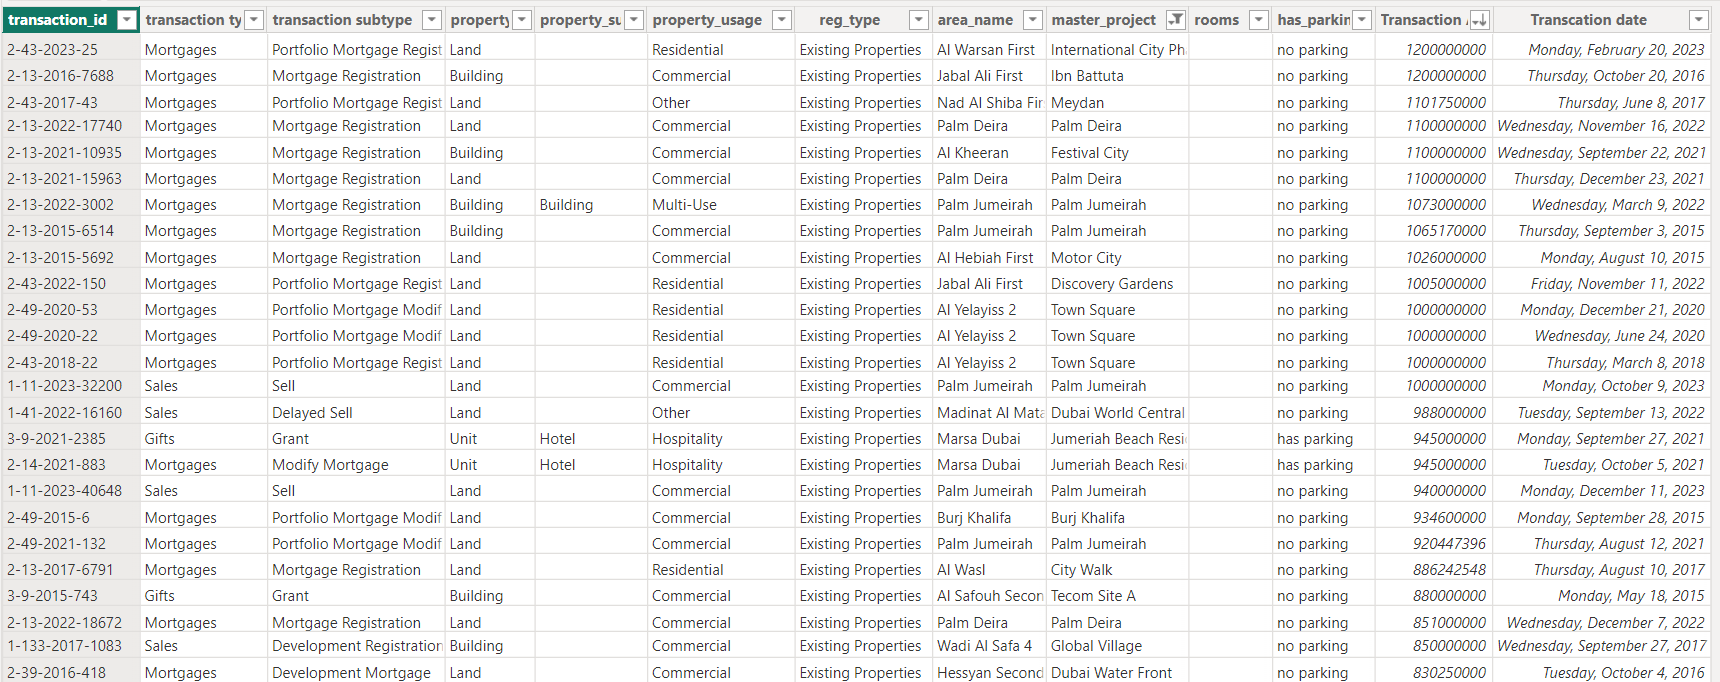 transaction_id transaction ty transaction subtype property property_su property_usage reg_type area_name master_project rooms has_parkin Transaction Transcation date
2-43-2023-25 Mortgages Portfolio Mortgage Regist Land Residential Existing Properties Al Warsan First International City Ph no parking 1200000000 Monday, February 20, 2023
2-13-2016-7688 Mortgages Mortgage Registration Building Commercial Existing Properties Jabal Ali First Ibn Battuta no parking 1200000000 Thursday, October 20, 2016
2-43-2017-43 Mortgages Portfolio Mortgage Regist Land Other Existing Properties Nad Al Shiba Fir Meydan no parking 1101750000 Thursday, June 8, 2017
2-13-2022-17740 Mortgages Mortgage Registration Land Commercial Existing Properties Palm Deira Palm Deira no parking 1100000000 Wednesday, November 16, 2022
2-13-2021-10935 Mortgages Mortgage Registration Building Commercial Existing Properties Al Kheeran Festival City no parking 1100000000 Wednesday, September 22, 2021
2-13-2021-15963 Mortgages Mortgage Registration Land Commercial Existing Properties Palm Deira Palm Deira no parking 1100000000 Thursday, December 23, 2021
2-13-2022-3002 Mortgages Mortgage Registration Building Building Multi-Use Existing Properties Palm Jumeirah Palm Jumeirah no parking 1073000000 Wednesday, March 9, 2022
2-13-2015-6514 Mortgages Mortgage Registration Building Commercial Existing Properties Palm Jumeirah Palm Jumeirah no parking 1065170000 Thursday, September 3, 2015
2-13-2015-5692 Mortgages Mortgage Registration Land Commercial Existing Properties Al Hebiah First Motor City no parking 1026000000 Monday, August 10, 2015
2-43-2022-150 Mortgages Portfolio Mortgage Regist Land Residential Existing Properties Jabal Ali First Discovery Gardens no parking 1005000000 Friday, November 11, 2022
2-49-2020-53 Mortgages Portfolio Mortgage Modif Land Residential Existing Properties Al Yelayiss 2 Town Square no parking 1000000000 Monday, December 21, 2020
2-49-2020-22 Mortgages Portfolio Mortgage Modif Land Residential Existing Properties Al Yelayiss 2 Town Square no parking 1000000000 Wednesday, June 24, 2020
2-43-2018-22 Mortgages Portfolio Mortgage Regist Land Residential Existing Properties Al Yelayiss 2 Town Square no parking 1000000000 Thursday, March 8, 2018
1-11-2023-32200 Sales Sell Land Commercial Existing Properties Palm Jumeirah Palm Jumeirah no parking 1000000000 Monday, October 9, 2023
1-41-2022-16160 Sales Delayed Sell Land Other Existing Properties Madinat Al Mata Dubai World Central no parking 988000000 Tuesday, September 13, 2022
3-9-2021-2385 Gifts Grant Unit Hotel Hospitality Existing Properties Marsa Dubai Jumeriah Beach Resi has parking 945000000 Monday, September 27, 2021
2-14-2021-883 Mortgages Modify Mortgage Unit Hotel Hospitality Existing Properties Marsa Dubai Jumeriah Beach Resi has parking 945000000 Tuesday, October 5, 2021
1-11-2023-40648 Sales Sell Land Commercial Existing Properties Palm Jumeirah Palm Jumeirah no parking 940000000 Monday, December 11, 2023
2-49-2015-6 Mortgages Portfolio Mortgage Modif Land Commercial Existing Properties Burj Khalifa Burj Khalifa no parking 934600000 Monday, September 28, 2015
2-49-2021-132 Mortgages Portfolio Mortgage Modif Land Commercial Existing Properties Palm Jumeirah Palm Jumeirah no parking 920447396 Thursday, August 12, 2021
2-13-2017-6791 Mortgages Mortgage Registration Land Residential Existing Properties Al Wasl City Walk no parking 886242548 Thursday, August 10, 2017
3-9-2015-743 Gifts Grant Building Commercial Existing Properties Al Safouh Secon Tecom Site A no parking 880000000 Monday, May 18, 2015
2-13-2022-18672 Mortgages Mortgage Registration Land Commercial Existing Properties Palm Deira Palm Deira no parking 851000000 Wednesday, December 7, 2022
1-133-2017-1083 Sales Development Registration Building Commercial Existing Properties Wadi Al Safa 4 Global Village no parking 850000000 Wednesday, September 27, 2017
2-39-2016-418 Mortgages Development Mortgage Land Commercial Existing Properties Hessyan Second Dubai Water Front no parking 830250000 Tuesday, October 4, 2016